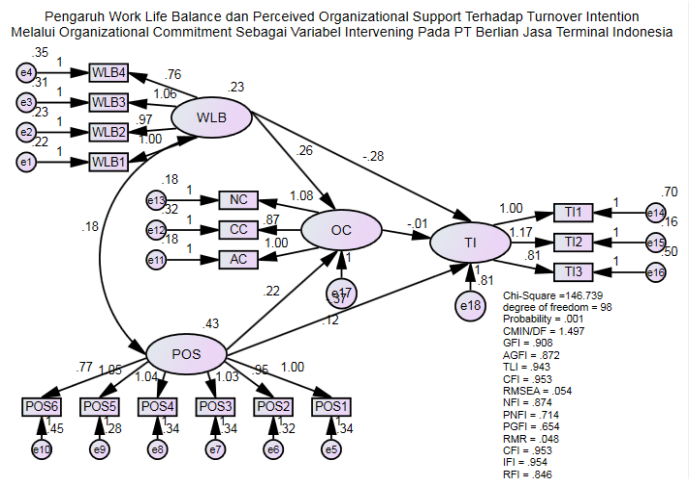 Pengaruh Work Life Balance dan Perceived Organizational Support Terhadap Turnover Intention
Melalui Organizational Commitment Sebagai Variabel Intervening Pada PT Berlian Jasa Terminal Indonesia
.35
e4 1 WLB4 .76 .23
.31
e3 1 WLB3 1.06 WLB
.23
e2 1 WLB2 .97
.22
e1 1 WLB1 1.00
.26 -.28
.18
e13 1 NC 1.08
.32
e12 1 CC .87 OC -.01
.18
e11 1 AC 1.00
.18
1
e17
.37
.70
1.00 TI1 1 e14
.16
TI 1.17 TI2 1 e15
.50
.81 TI3 1 e16
1
.81
e18
.22 .12
.43
POS
.77 1.05 1.04 1.03 .95 1.00
POS6 POS5 POS4 POS3 POS2 POS1
1 1 1 1 1 1
.45 .28 .34 .34 .32 .34
e10 e9 e8 e7 e6 e5
Chi-Square =146.739
degree of freedom = 98
Probability = .001
CMIN/DF = 1.497
GFI = .908
AGFI = .872
TLI = .943
CFI = .953
RMSEA = .054
NFI = .874
PNFI = .714
PGFI = .654
RMR = .048
CFI = .953
IFI = .954
RFI = .846